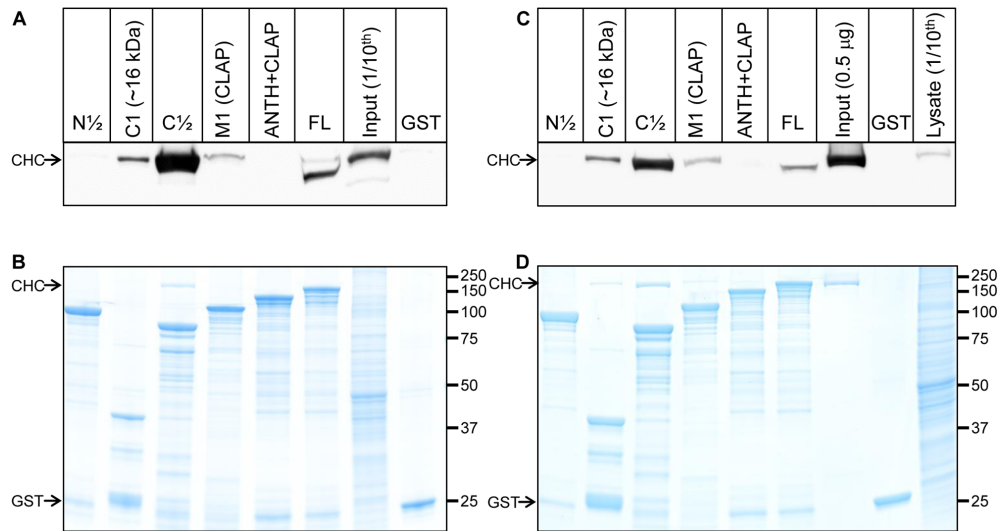 A
N½
C1 (~16 kDa)
C½
M1 (CLAP)
ANTH+CLAP
FL
Input (1/10th)
GST
CHC
B
CHC
250
150
100
75
50
37
25
GST
C
N½
C1 (~16 kDa)
C½
M1 (CLAP)
ANTH+CLAP
FL
Input (0.5 µg)
GST
Lysate (1/10th)
CHC
D
CHC
250
150
100
75
50
37
25
GST